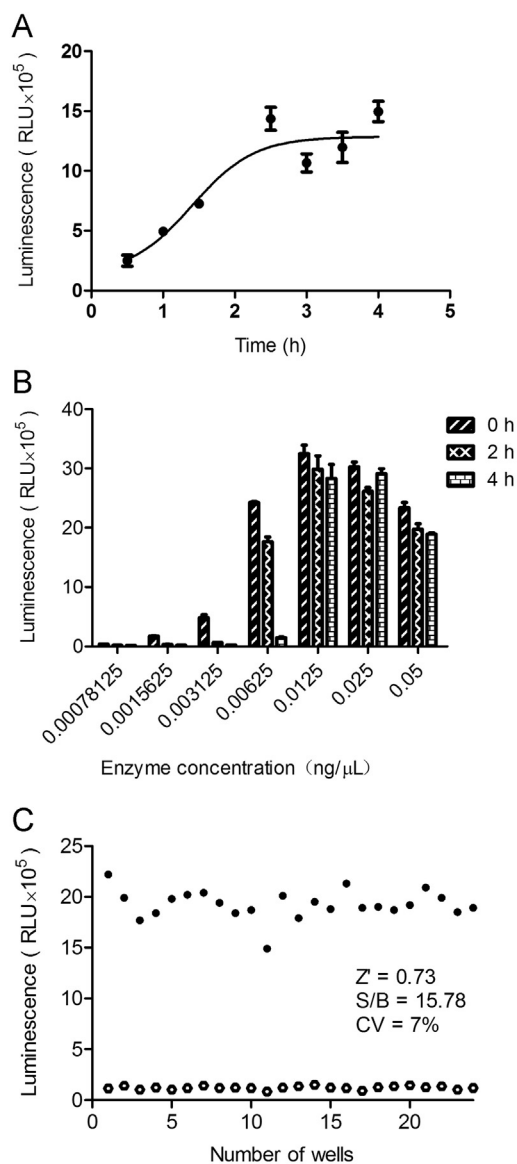 A
Luminescence ( RLU×10⁵)
20
15
10
5
0
0 1 2 3 4 5
Time (h)
B
Luminescence ( RLU×10⁵)
40
30
20
10
0
0 h
2 h
4 h
0.00078125 0.0015625 0.003125 0.00625 0.0125 0.025 0.05
Enzyme concentration (ng/μL)
C
Luminescence ( RLU×10⁵)
25
20
15
10
5
0
Z' = 0.73
S/B = 15.78
CV = 7%
0 5 10 15 20
Number of wells